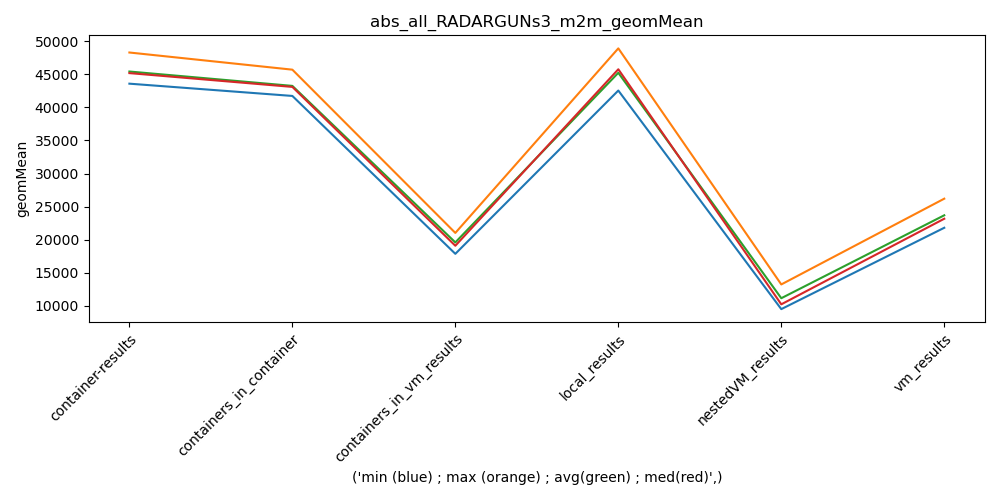 abs_all_RADARGUNs3_m2m_geomMean
50000
45000
40000
35000
30000
25000
20000
15000
10000
geomMean
container-results
containers_in_container
containers_in_vm_results
local_results
nestedVM_results
vm_results
('min (blue) ; max (orange) ; avg(green) ; med(red)',)